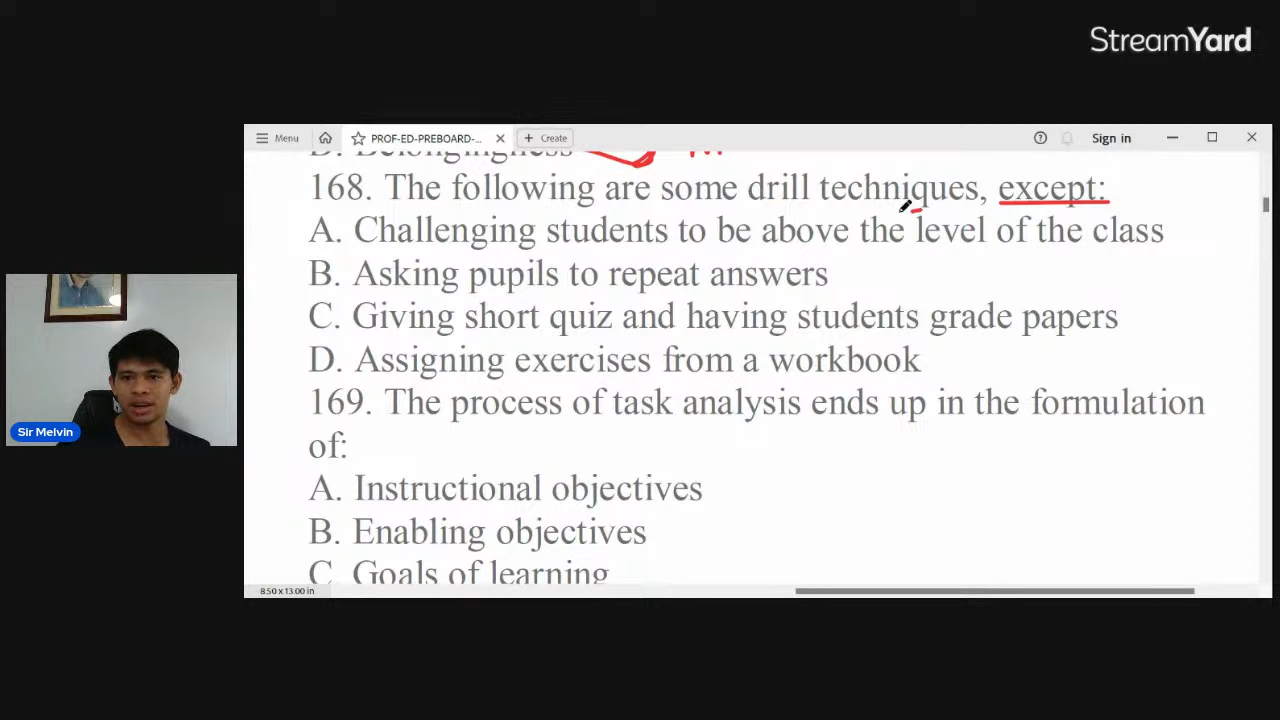 StreamYard
Menu
PROF-ED-PREBOARD-...
Create
Sign in
D. Belongingness
168. The following are some drill techniques, except:
A. Challenging students to be above the level of the class
B. Asking pupils to repeat answers
C. Giving short quiz and having students grade papers
D. Assigning exercises from a workbook
169. The process of task analysis ends up in the formulation
of:
A. Instructional objectives
B. Enabling objectives
C. Goals of learning
8.50 x 13.00 in
Sir Melvin